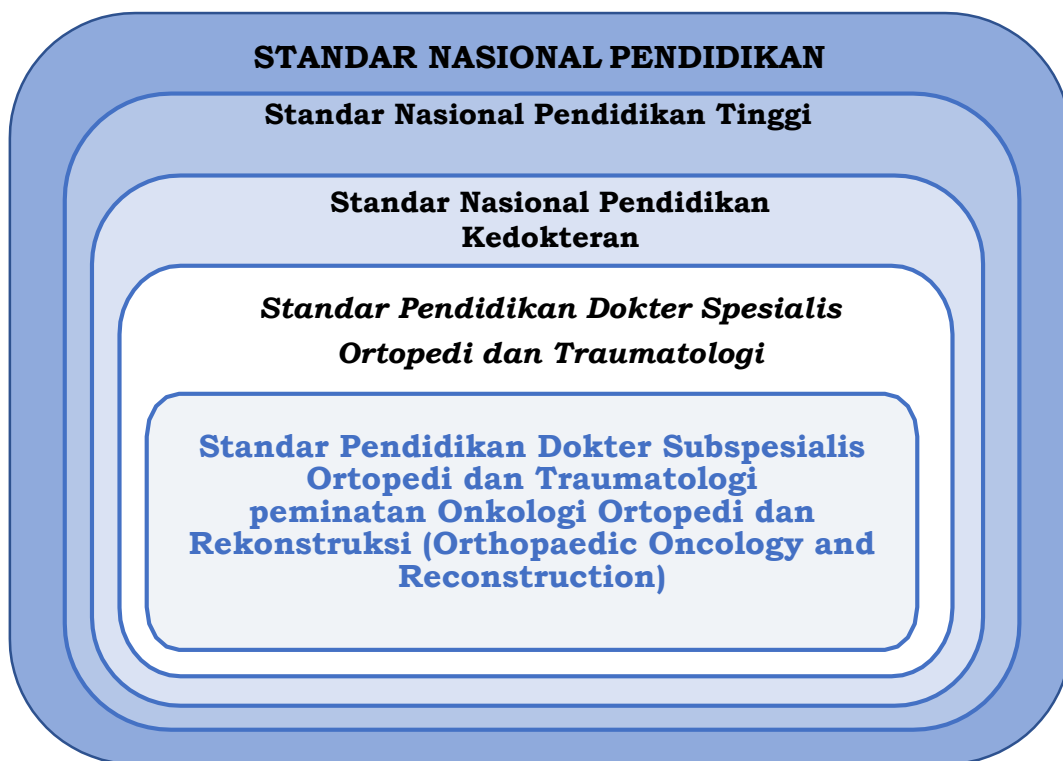 STANDAR NASIONAL PENDIDIKAN
Standar Nasional Pendidikan Tinggi
Standar Nasional Pendidikan
Kedokteran
Standar Pendidikan Dokter Spesialis
Ortopedi dan Traumatologi
Standar Pendidikan Dokter Subspesialis
Ortopedi dan Traumatologi
peminatan Onkologi Ortopedi dan
Rekonstruksi (Orthopaedic Oncology and
Reconstruction)